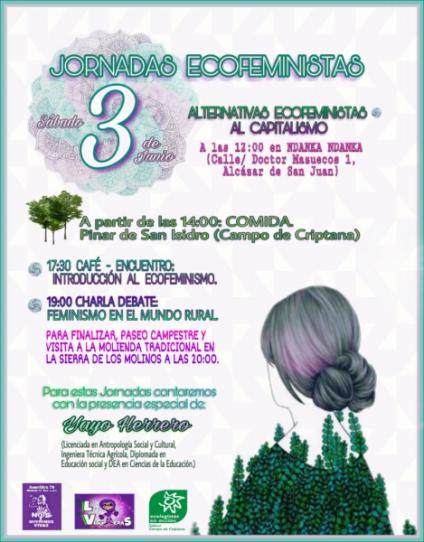 JORNADAS ECOFEMINISTAS
Sábado
3
de
Junio
ALTERNATIVAS ECOFEMINISTAS
AL CAPITALISMO
A las 12:00 en NDANKA NDANKA
(Calle/ Doctor Mazuecos 1,
Alcázar de San Juan)
A partir de las 14:00: COMIDA.
Pinar de San Isidro (Campo de Criptana)
17:30 CAFÉ -, ENCUENTRO:
INTRODUCCIÓN AL ECOFEMINISMO.
19:00 CHARLA DEBATE:
FEMINISMO EN EL MUNDO RURAL.
PARA FINALIZAR, PASEO CAMPESTRE Y
VISITA A LA MOLIENDA TRADICIONAL EN
LA SIERRA DE LOS MOLINOS A LAS 20:00.
Para estas Jornadas contaremos
con la presencia especial de:
Yayo Herrero
(Licenciada en Antropología Social y Cultural,
Ingeniera Técnica Agrícola, Diplomada en
Educación social y DEA en Ciencias de la Educación.)
ecologistas
en acción